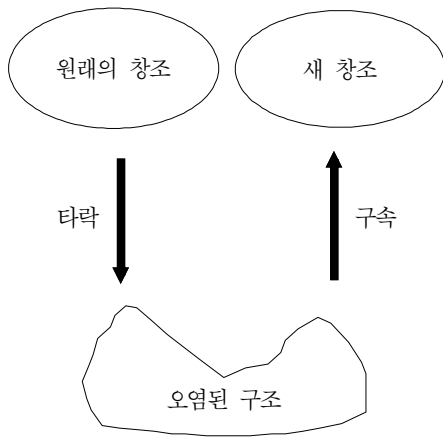 원래의 창조
새 창조
타락
구속
오염된 구조